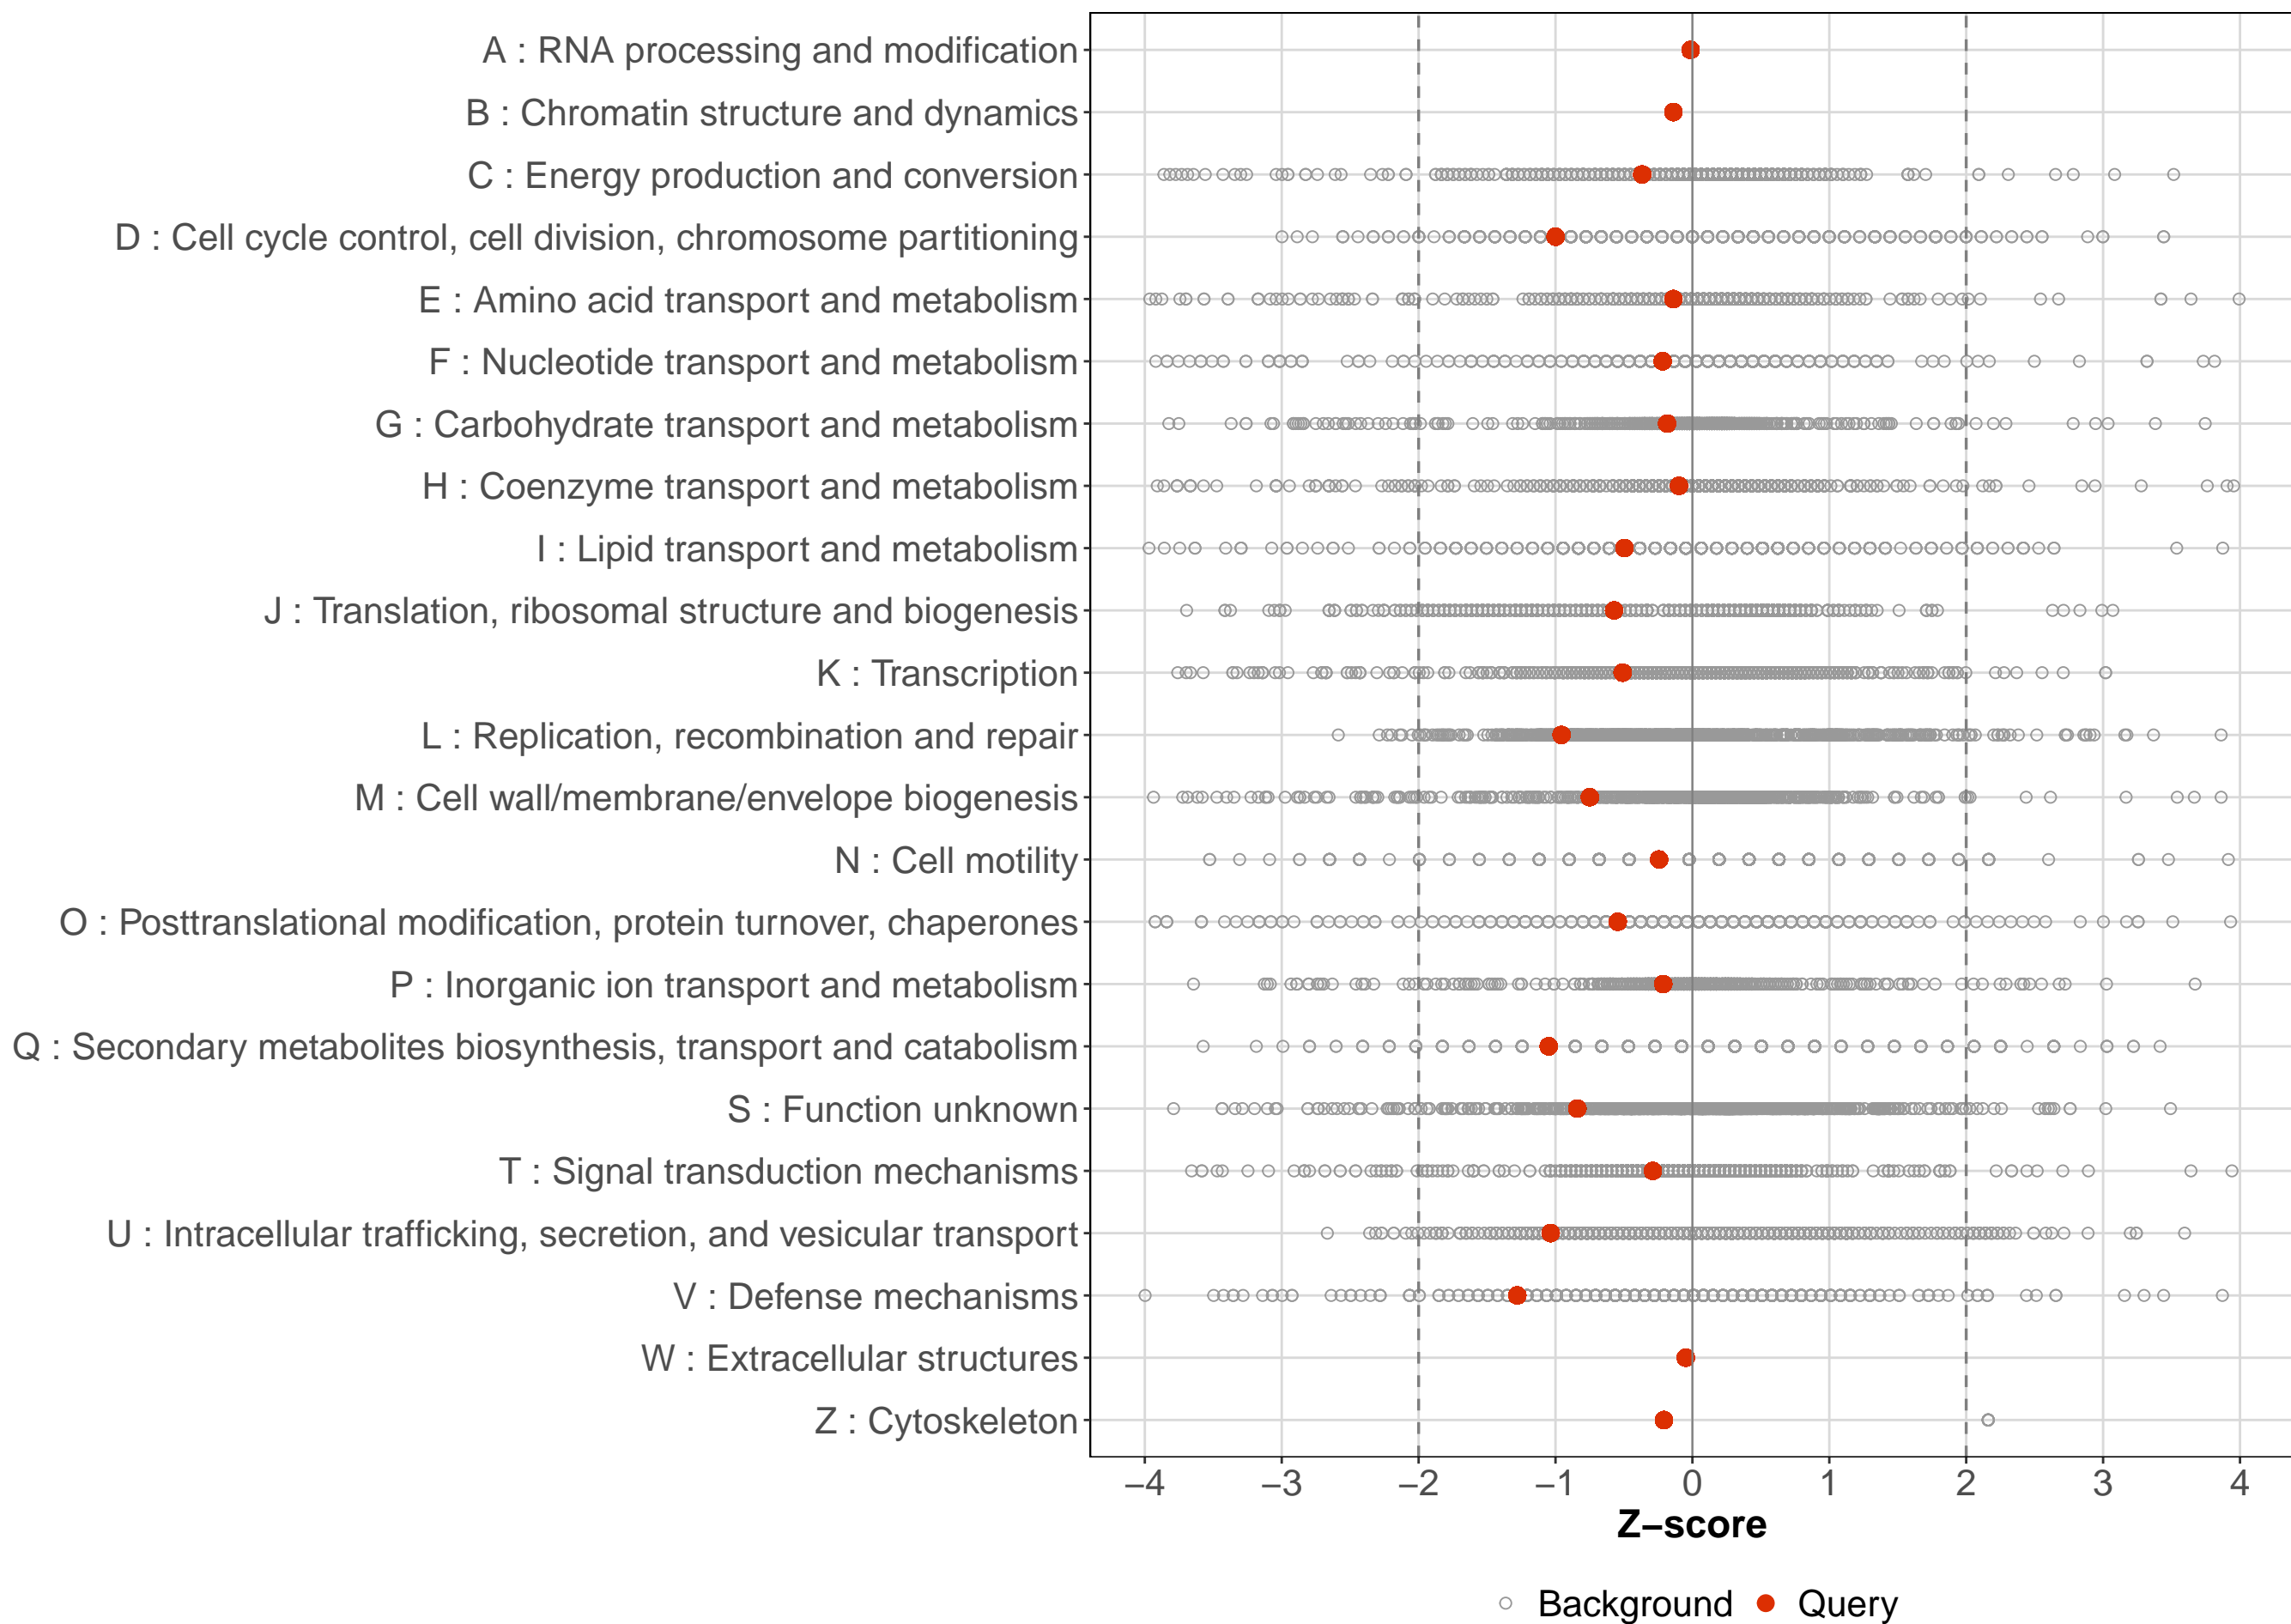 A : RNA processing and modification
B : Chromatin structure and dynamics
C : Energy production and conversion
D : Cell cycle control, cell division, chromosome partitioning
E : Amino acid transport and metabolism
F : Nucleotide transport and metabolism
G : Carbohydrate transport and metabolism
H : Coenzyme transport and metabolism
I : Lipid transport and metabolism
J : Translation, ribosomal structure and biogenesis
K : Transcription
L : Replication, recombination and repair
M : Cell wall/membrane/envelope biogenesis
N : Cell motility
O : Posttranslational modification, protein turnover, chaperones
P : Inorganic ion transport and metabolism
Q : Secondary metabolites biosynthesis, transport and catabolism
S : Function unknown
T : Signal transduction mechanisms
U : Intracellular trafficking, secretion, and vesicular transport
V : Defense mechanisms
W : Extracellular structures
Z : Cytoskeleton
−4 −3 −2 −1 0 1 2 3 4
Z−score
Background Query